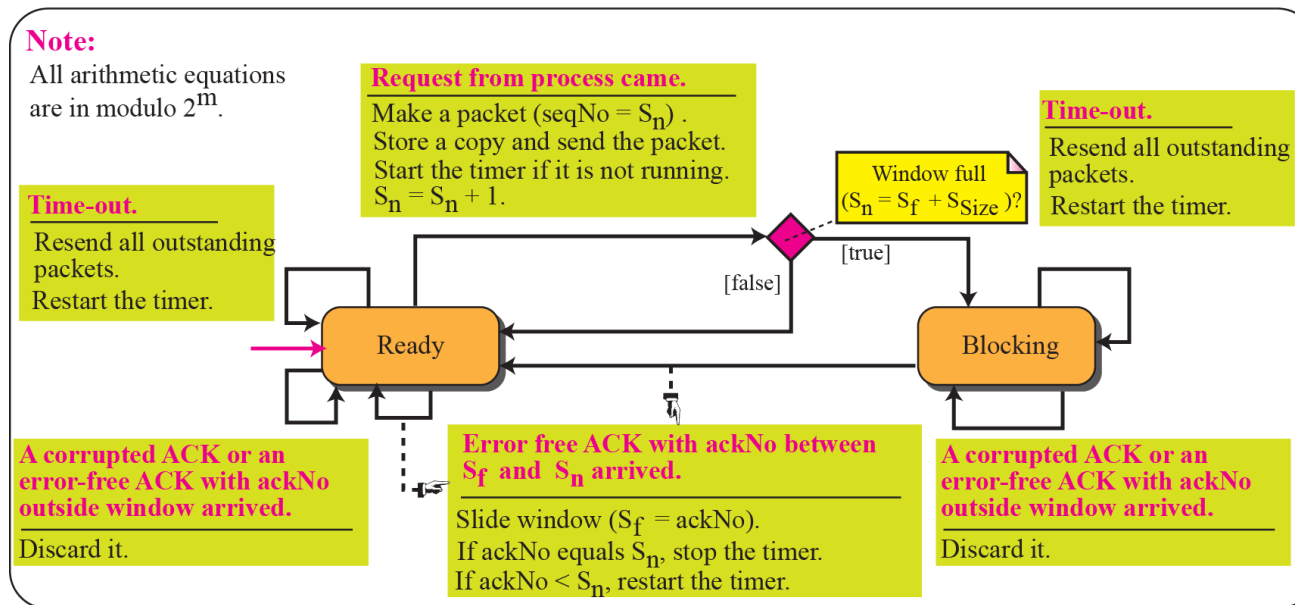 Note:
All arithmetic equations
are in modulo 2^m.
Request from process came.
Make a packet (seqNo = S_n) .
Store a copy and send the packet.
Start the timer if it is not running.
S_n = S_n + 1.
Time-out.
Resend all outstanding
packets.
Restart the timer.
Window full
(S_n = S_f + S_Size )?
Time-out.
Resend all outstanding
packets.
Restart the timer.
[false]
[true]
Ready
Blocking
A corrupted ACK or an
error-free ACK with ackNo
outside window arrived.
Discard it.
Error free ACK with ackNo between
S_f and S_n arrived.
Slide window (S_f = ackNo).
If ackNo equals S_n, stop the timer.
If ackNo < S_n, restart the timer.
A corrupted ACK or an
error-free ACK with ackNo
outside window arrived.
Discard it.